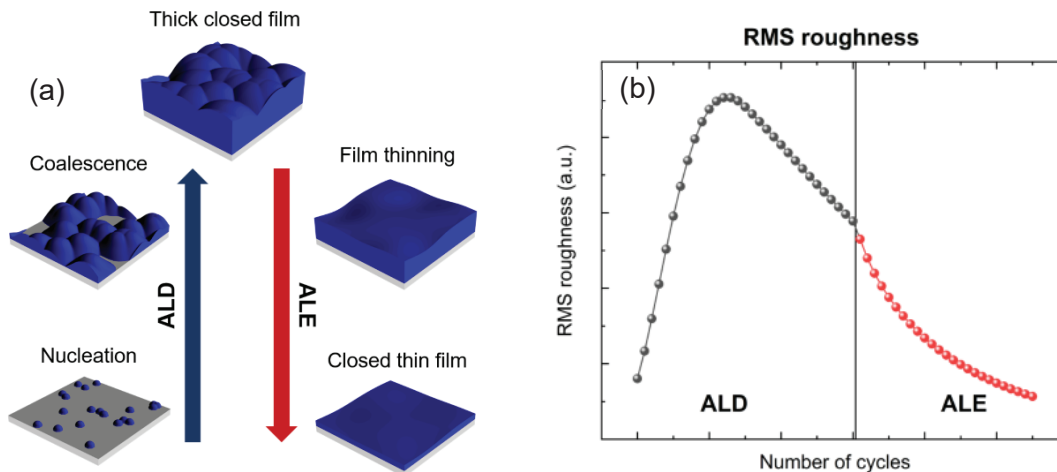 Thick closed film
(a)
Coalescence
Film thinning
ALD
ALE
Nucleation
Closed thin film
RMS roughness
(b)
RMS roughness (a.u.)
ALD
ALE
Number of cycles